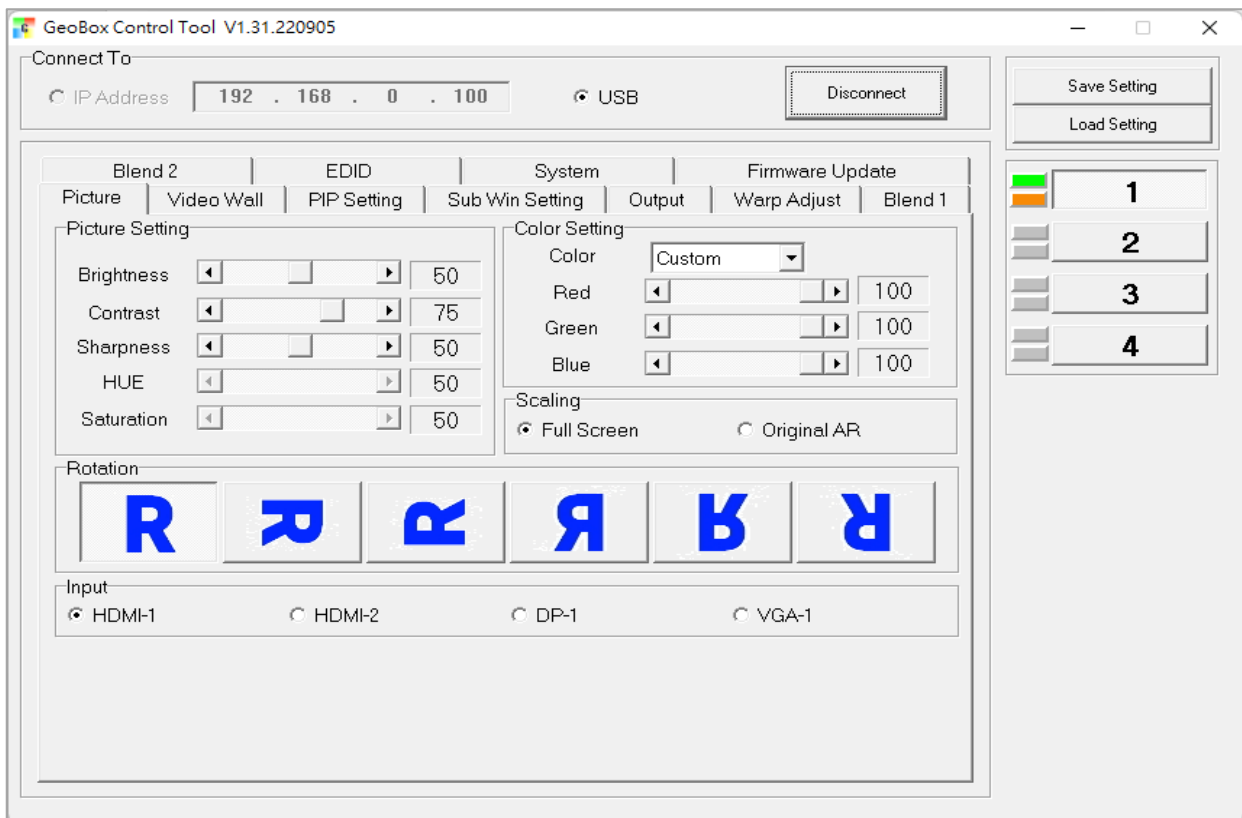 GeoBox Control Tool V1.31.220905
Connect To
IP Address 192 . 168 . 0 . 100 USB Disconnect
Save Setting
Load Setting
Blend 2 EDID System Firmware Update
Picture Video Wall PIP Setting Sub Win Setting Output Warp Adjust Blend 1
Picture Setting
Brightness 50
Contrast 75
Sharpness 50
HUE 50
Saturation 50
Color Setting
Color Custom
Red 100
Green 100
Blue 100
Scaling
Full Screen Original AR
Rotation
R R R R R R
Input
HDMI-1 HDMI-2 DP-1 VGA-1
1
2
3
4